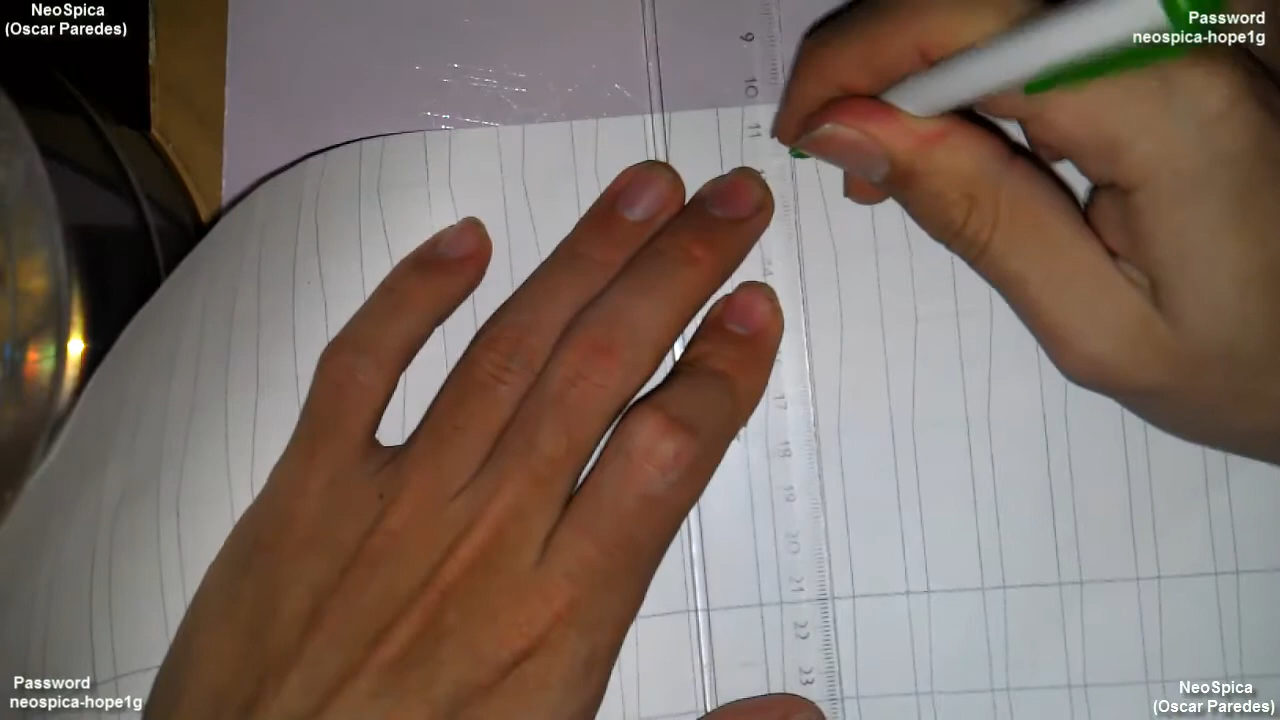 NeoSpica
(Oscar Paredes)
Password
neospica-hope1g
9
10
11
17
18
19
20
21
22
23
Password
neospica-hope1g
NeoSpica
(Oscar Paredes)